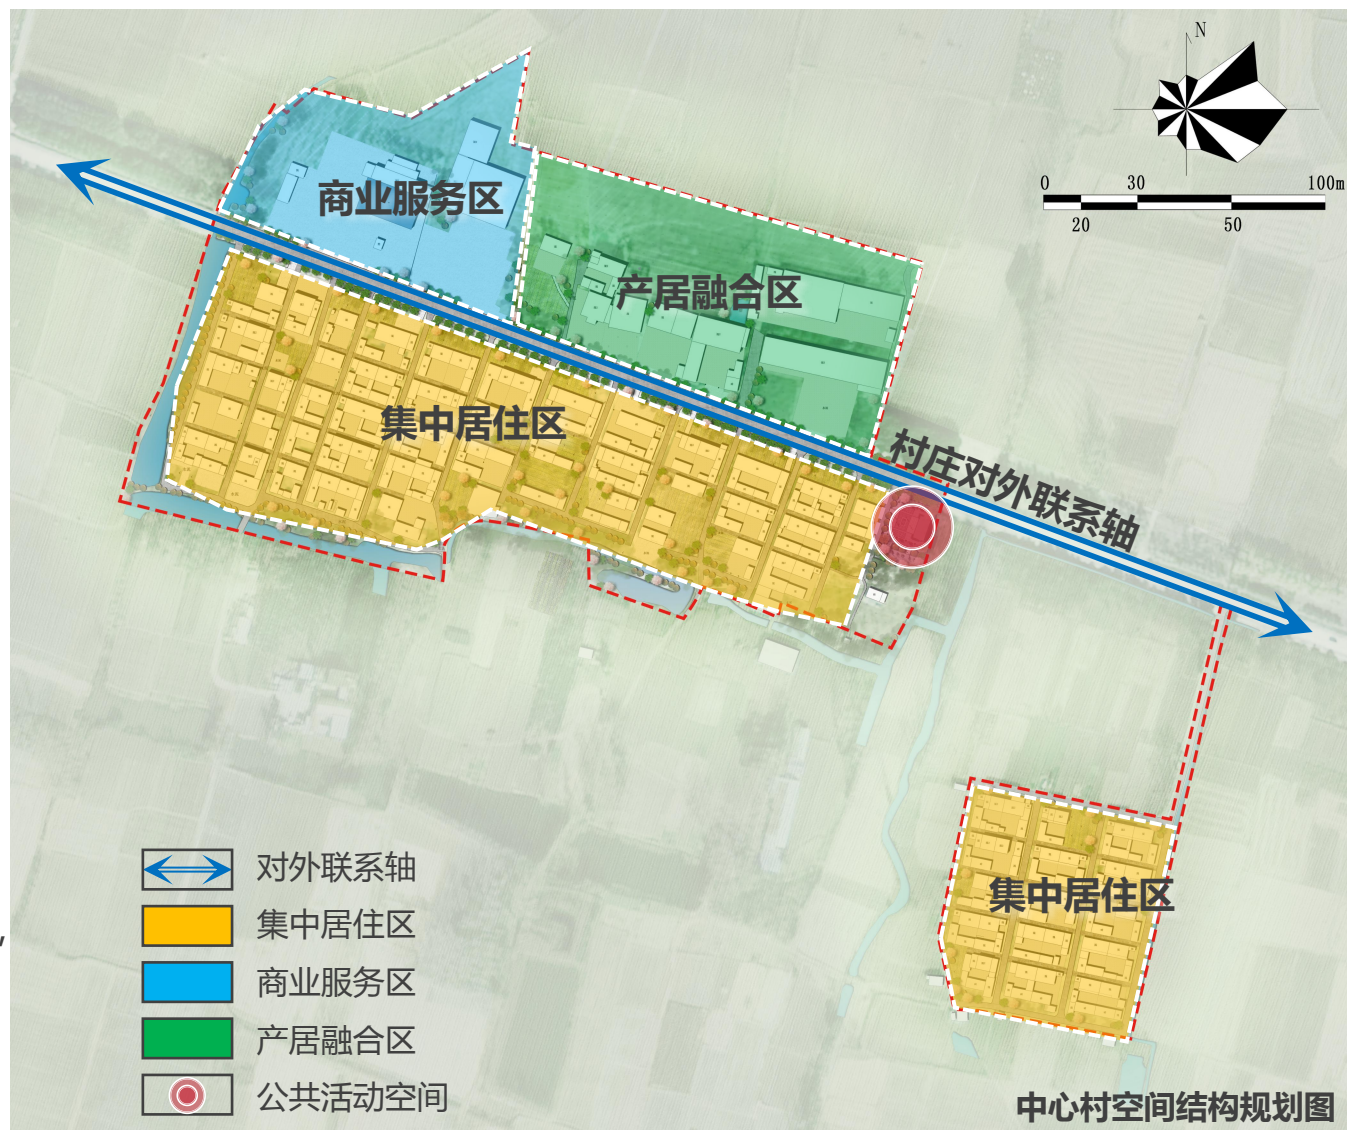 N
0 30 100m
20 50
商业服务区
产居融合区
集中居住区
村庄对外联系轴
集中居住区
对外联系轴
集中居住区
商业服务区
产居融合区
公共活动空间
中心村空间结构规划图